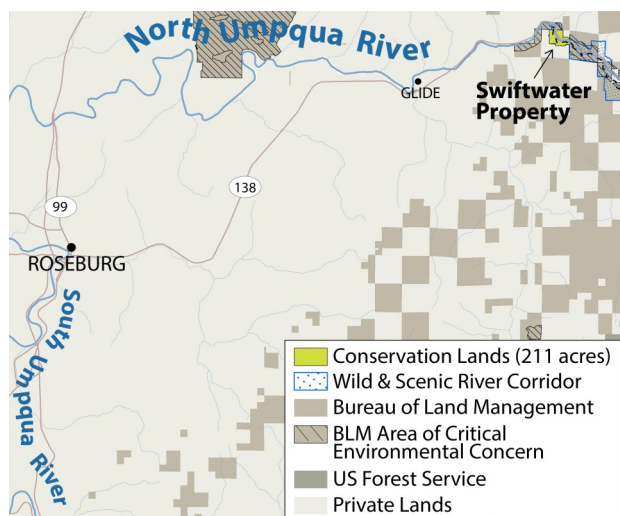 North Umpqua River
GLIDE
Swiftwater
Property
138
99
ROSEBURG
South Umpqua River
Conservation Lands (211 acres)
Wild & Scenic River Corridor
Bureau of Land Management
BLM Area of Critical
Environmental Concern
US Forest Service
Private Lands